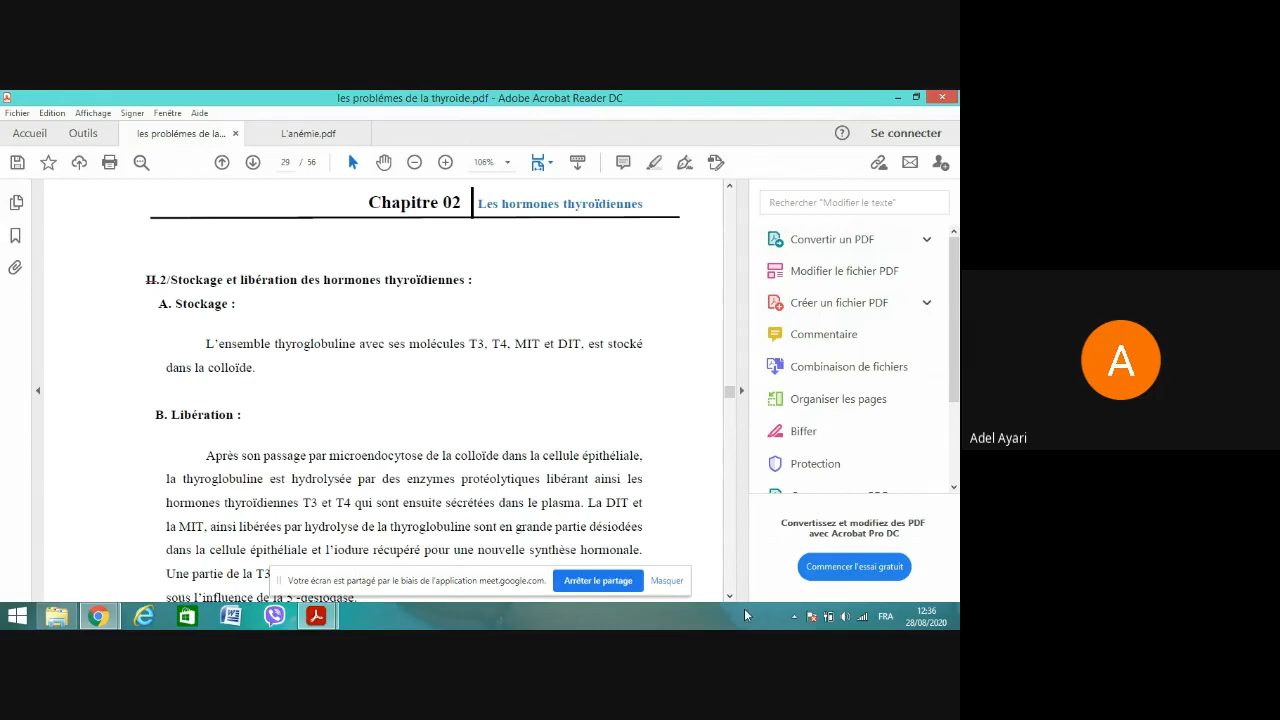 les problémes de la thyroide.pdf - Adobe Acrobat Reader DC
Fichier Edition Affichage Signer Fenêtre Aide
Accueil Outils les problémes de la... × L'anémie.pdf Se connecter
29 / 56 106%
Chapitre 02 Les hormones thyroïdiennes
II.2/Stockage et libération des hormones thyroïdiennes :
A. Stockage :
L'ensemble thyroglobuline avec ses molécules T3, T4, MIT et DIT, est stocké
dans la colloïde.
B. Libération :
Après son passage par microendocytose de la colloïde dans la cellule épithéliale,
la thyroglobuline est hydrolysée par des enzymes protéolytiques libérant ainsi les
hormones thyroïdiennes T3 et T4 qui sont ensuite sécrétées dans le plasma. La DIT et
la MIT, ainsi libérées par hydrolyse de la thyroglobuline sont en grande partie désiodées
dans la cellule épithéliale et l'iodure récupéré pour une nouvelle synthèse hormonale.
Une partie de la T3
sous l'influence de la 5'-désiodase.
Votre écran est partagé par le biais de l'application meet.google.com. Arrêter le partage Masquer
Rechercher "Modifier le texte"
Convertir un PDF
Modifier le fichier PDF
Créer un fichier PDF
Commentaire
Combinaison de fichiers
Organiser les pages
Biffer
Protection
Convertissez et modifiez des PDF
avec Acrobat Pro DC
Commencer l'essai gratuit
FRA
12:36
28/08/2020
A
Adel Ayari